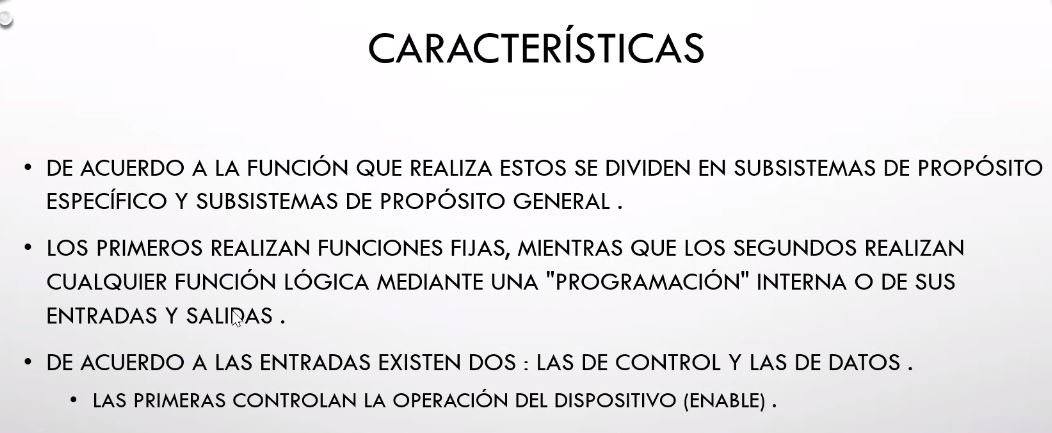 CARACTERÍSTICAS
• DE ACUERDO A LA FUNCIÓN QUE REALIZA ESTOS SE DIVIDEN EN SUBSISTEMAS DE PROPÓSITO
ESPECÍFICO Y SUBSISTEMAS DE PROPÓSITO GENERAL .
• LOS PRIMEROS REALIZAN FUNCIONES FIJAS, MIENTRAS QUE LOS SEGUNDOS REALIZAN
CUALQUIER FUNCIÓN LÓGICA MEDIANTE UNA "PROGRAMACIÓN" INTERNA O DE SUS
ENTRADAS Y SALIDAS .
• DE ACUERDO A LAS ENTRADAS EXISTEN DOS : LAS DE CONTROL Y LAS DE DATOS .
• LAS PRIMERAS CONTROLAN LA OPERACIÓN DEL DISPOSITIVO (ENABLE) .